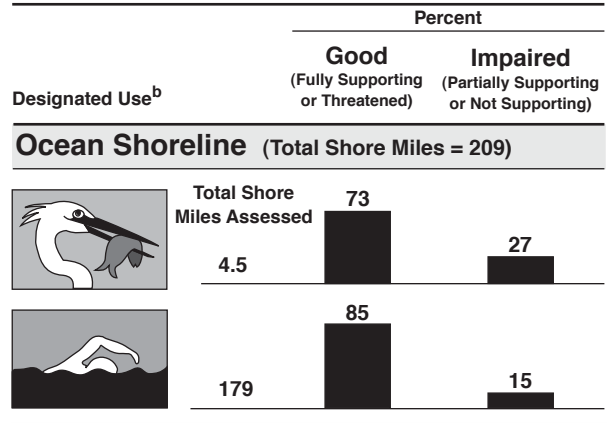 Percent
Good
Impaired
(Fully Supporting
or Threatened)
(Partially Supporting
or Not Supporting)
Designated Useb
Ocean Shoreline (Total Shore Miles = 209)
Total Shore
Miles Assessed
73
27
4.5
85
15
179